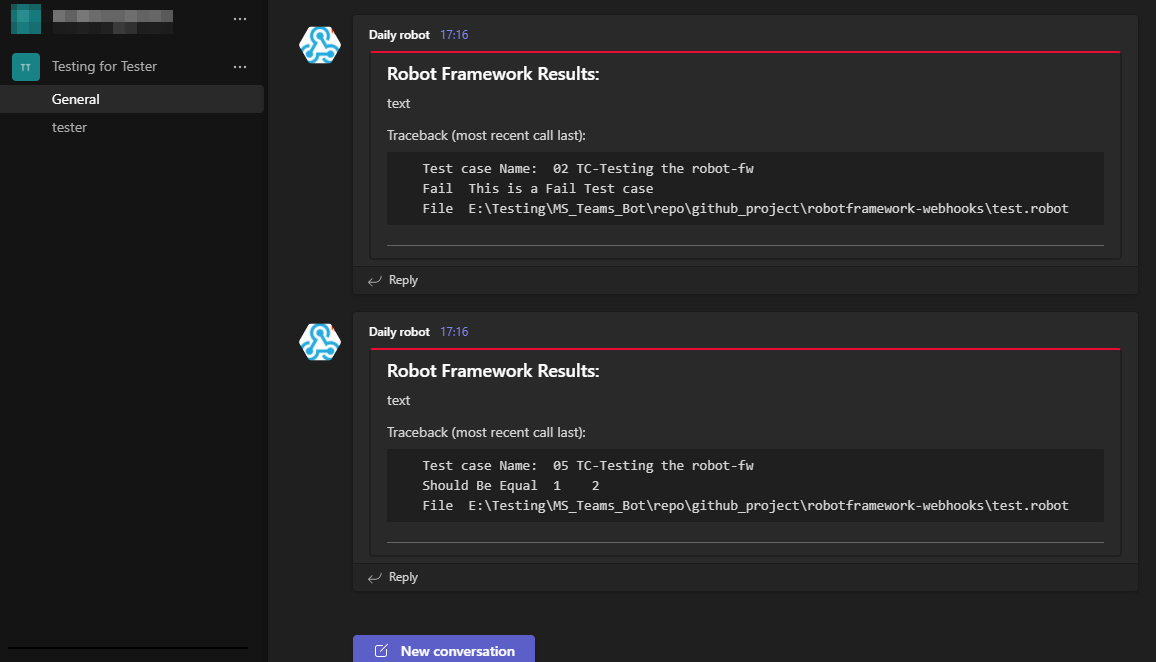 TT Testing for Tester
General
tester
Daily robot 17:16
Robot Framework Results:
text
Traceback (most recent call last):
Test case Name:  02 TC-Testing the robot-fw
Fail  This is a Fail Test case
File  E:\Testing\MS_Teams_Bot\repo\github_project\robotframework-webhooks\test.robot
Reply
Daily robot 17:16
Robot Framework Results:
text
Traceback (most recent call last):
Test case Name:  05 TC-Testing the robot-fw
Should Be Equal  1    2
File  E:\Testing\MS_Teams_Bot\repo\github_project\robotframework-webhooks\test.robot
Reply
New conversation